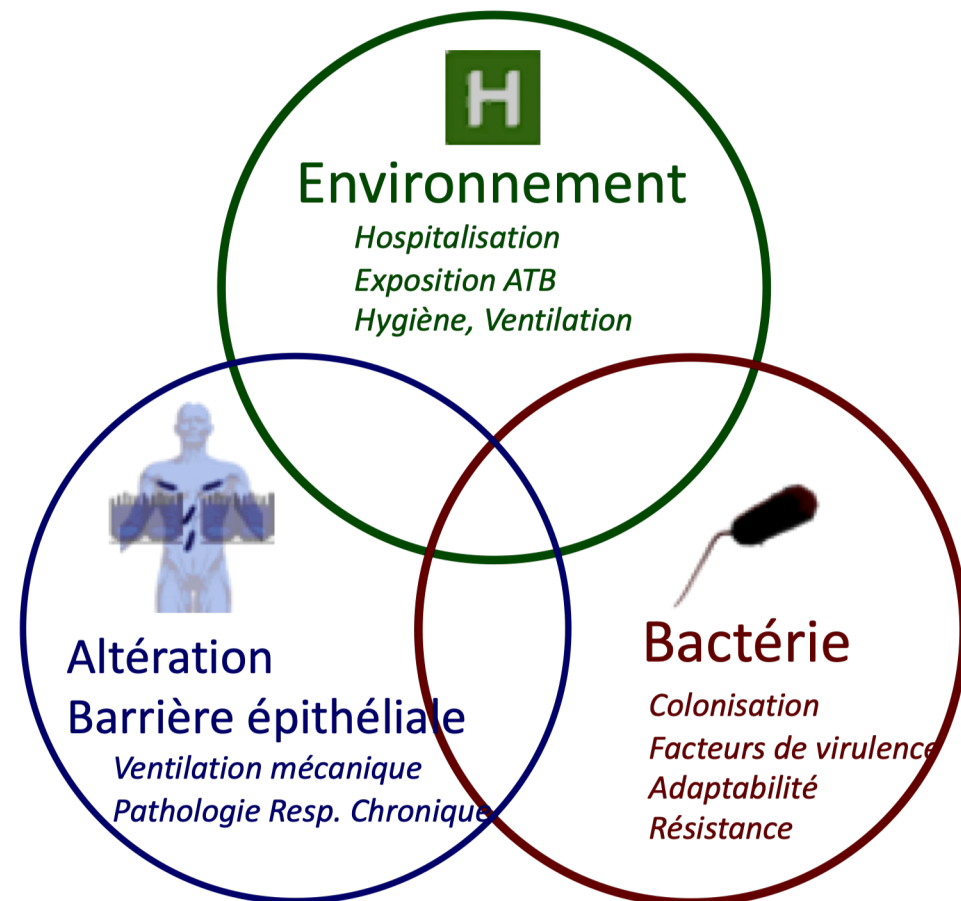 H
Environnement
Hospitalisation
Exposition ATB
Hygiène, Ventilation
Altération
Barrière épithéliale
Ventilation mécanique
Pathologie Resp. Chronique
Bactérie
Colonisation
Facteurs de virulence
Adaptabilité
Résistance